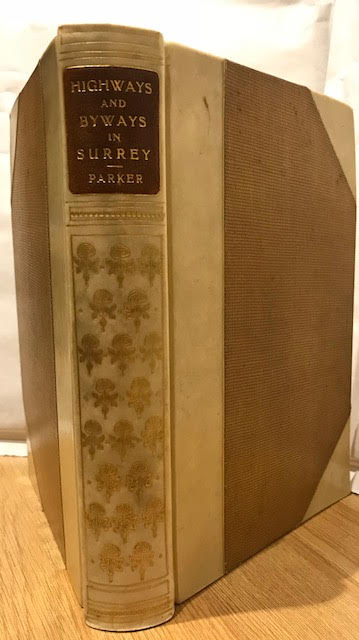 HIGHWAYS
AND
BYWAYS
IN
SURREY
PARKER